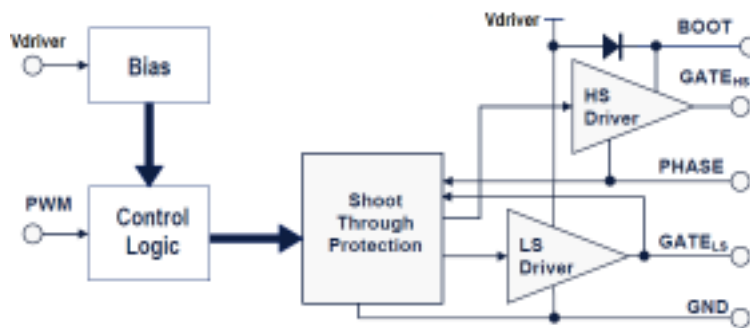 Vdriver
Bias
PWM
Control
Logic
Shoot
Through
Protection
Vdriver
BOOT
HS
Driver
GATEHS
PHASE
LS
Driver
GATELS
GND